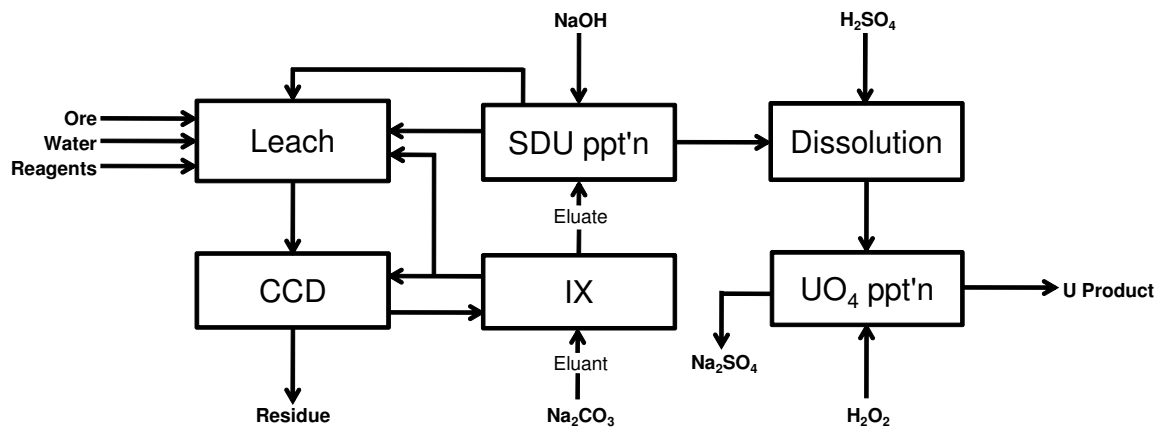 NaOH
H₂SO₄
Ore
Water
Reagents
Leach
SDU ppt'n
Dissolution
Eluate
CCD
IX
UO₄ ppt'n
U Product
Eluant
Na₂SO₄
Residue
Na₂CO₃
H₂O₂